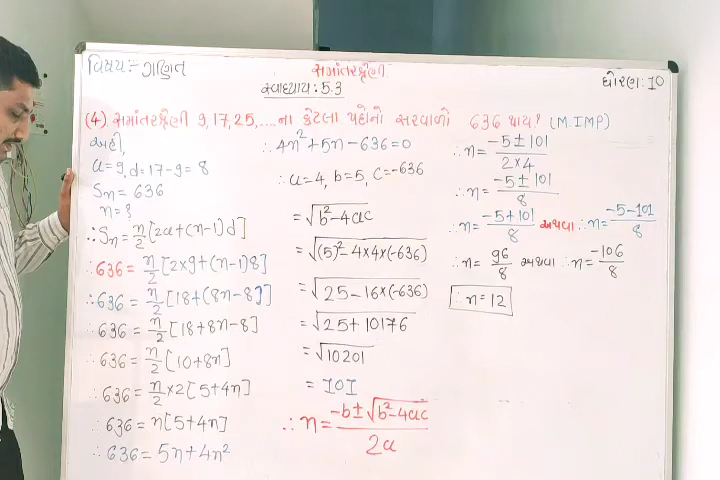 વિષય:- ગણિત
સમાંતરશ્રેણી
સ્વાધ્યાય: 5.3
ધોરણ: 10
(4) સમાંતરશ્રેણી 9,17,25,.....ના કેટલા પદોનો સરવાળો 636 થાય? (M.IMP)
અહીં,
a=9, d=17-9=8
Sn=636
n=?
∴Sn=n/2[2a+(n-1)d]
∴636=n/2[2×9+(n-1)8]
∴636=n/2[18+(8n-8)]
∴636=n/2[18+8n-8]
∴636=n/2[10+8n]
∴636=n/2×2[5+4n]
∴636=n[5+4n]
∴636=5n+4n²
∴4n²+5n-636=0
∴a=4, b=5, c=-636
=√b²-4ac
=√(5)²-4×4×(-636)
=√25-16×(-636)
=√25+10176
=√10201
=101
∴n=-b±√b²-4ac/2a
∴n=-5±101/2×4
∴n=-5±101/8
∴n=-5+101/8 અથવા ∴n=-5-101/8
∴n=96/8 અથવા ∴n=-106/8
∴n=12